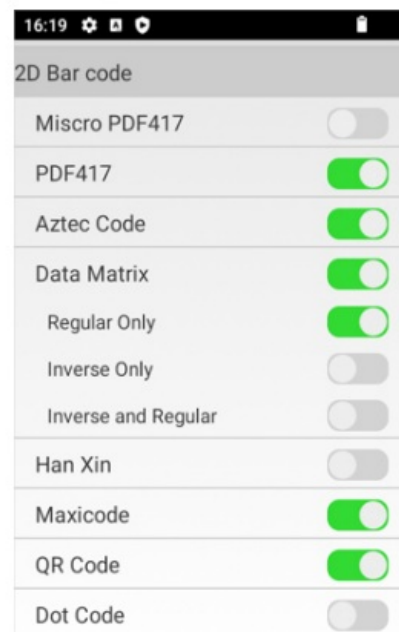 16:19
2D Bar code
Miscro PDF417
PDF417
Aztec Code
Data Matrix
Regular Only
Inverse Only
Inverse and Regular
Han Xin
Maxicode
QR Code
Dot Code